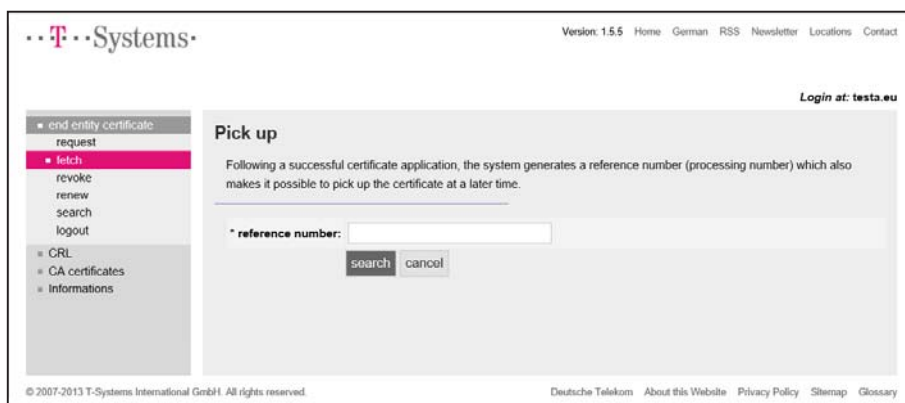 ··T··Systems·
Version: 1.5.5 Home German RSS Newsletter Locations Contact
Login at: testa.eu
end entity certificate
request
fetch
revoke
renew
search
logout
CRL
CA certificates
Informations
Pick up
Following a successful certificate application, the system generates a reference number (processing number) which also
makes it possible to pick up the certificate at a later time.
* reference number:
search cancel
© 2007-2013 T-Systems International GmbH. All rights reserved.
Deutsche Telekom About this Website Privacy Policy Sitemap Glossary